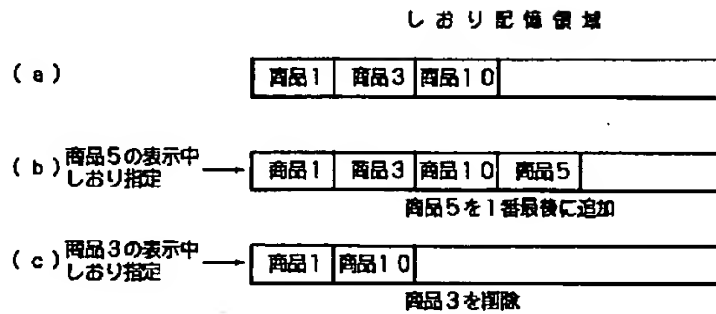 しおり記憶領域
(a)
商品1 商品3 商品10
(b) 商品5の表示中
しおり指定
商品1 商品3 商品10 商品5
商品5を1番最後に追加
(c) 商品3の表示中
しおり指定
商品1 商品10
商品3を削除